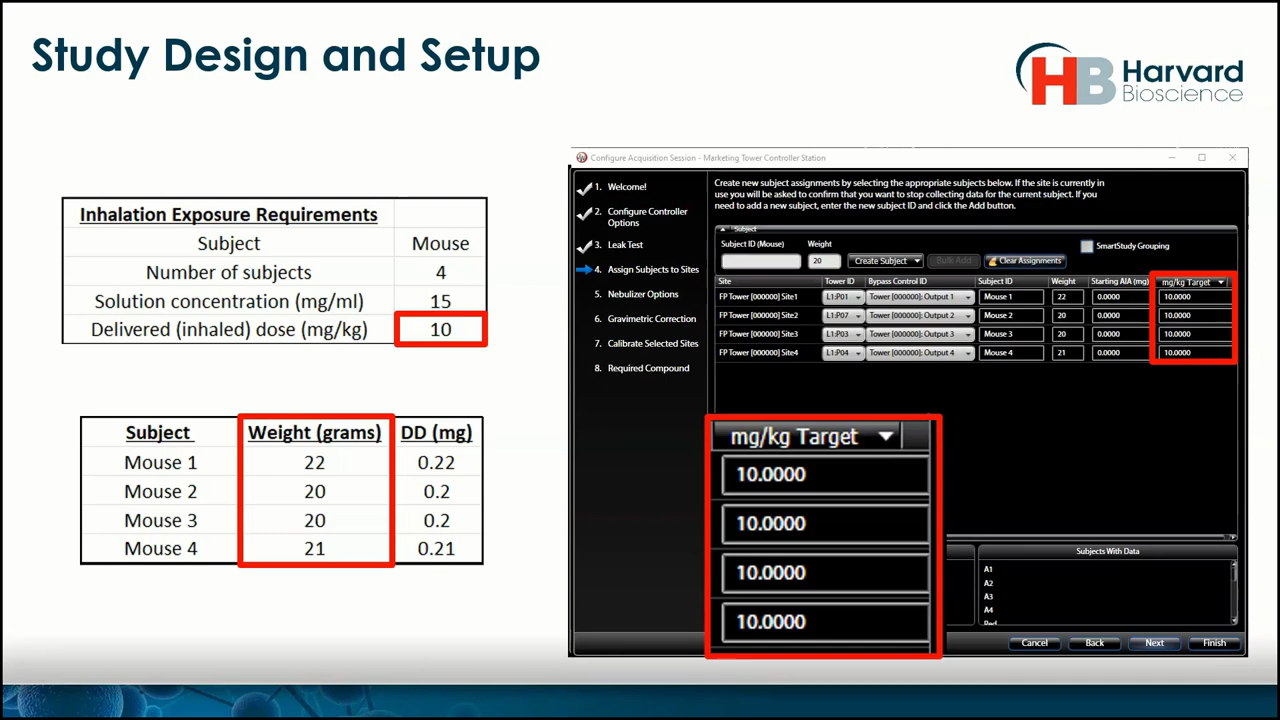 Study Design and Setup
HB Harvard
Bioscience
Inhalation Exposure Requirements
Subject Mouse
Number of subjects 4
Solution concentration (mg/ml) 15
Delivered (inhaled) dose (mg/kg) 10
Subject Weight (grams) DD (mg)
Mouse 1 22 0.22
Mouse 2 20 0.2
Mouse 3 20 0.2
Mouse 4 21 0.21
Configure Acquisition Session - Marketing Tower Controller Station
1. Welcome!
2. Configure Controller
Options
3. Leak Test
4. Assign Subjects to Sites
5. Nebulizer Options
6. Gravimetric Correction
7. Calibrate Selected Sites
8. Required Compound
Create new subject assignments by selecting the appropriate subjects below. If the site is currently in
use you will be asked to confirm that you want to stop collecting data for the current subject. If you
need to add a new subject, enter the new subject ID and click the Add button.
Subject
Subject ID (Mouse) Weight SmartStudy Grouping
20 Create Subject Bulk Add Clear Assignments
Site Tower ID Bypass Control ID Subject ID Weight Starting AIA (mg) mg/kg Target
FP Tower [000000] Site1 L1:P01 Tower [000000]: Output 1 Mouse 1 22 0.0000 10.0000
FP Tower [000000] Site2 L1:P07 Tower [000000]: Output 2 Mouse 2 20 0.0000 10.0000
FP Tower [000000] Site3 L1:P03 Tower [000000]: Output 3 Mouse 3 20 0.0000 10.0000
FP Tower [000000] Site4 L1:P04 Tower [000000]: Output 4 Mouse 4 21 0.0000 10.0000
mg/kg Target
10.0000
10.0000
10.0000
10.0000
Subjects With Data
A1
A2
A3
A4
Cancel Back Next Finish